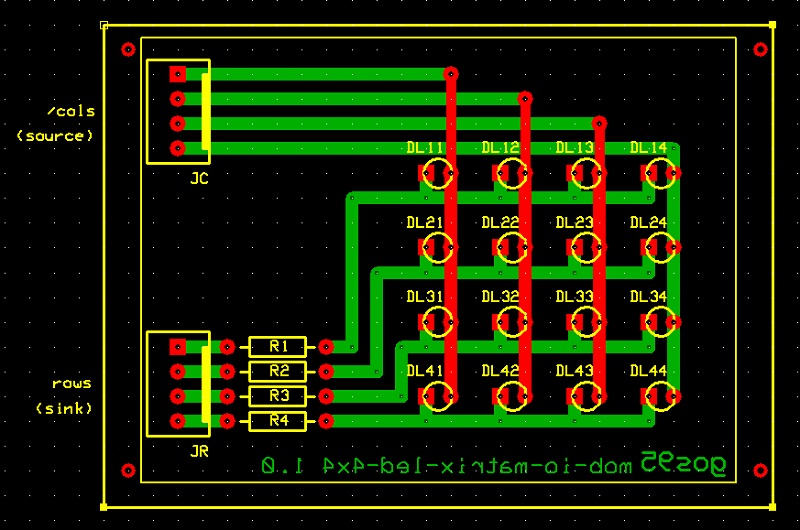 /cols
(source)
JC
DL11 DL12 DL13 DL14
DL21 DL22 DL23 DL24
DL31 DL32 DL33 DL34
R1
R2
DL41 DL42 DL43 DL44
R3
R4
rows
(sink)
JR
gos95 mob-io-matrix-led-4x4 1.0